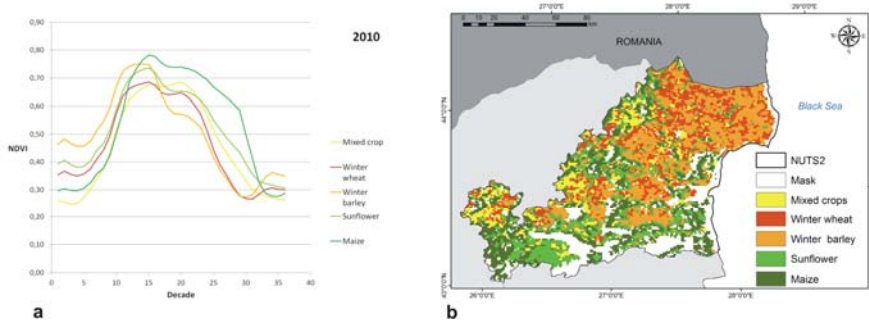 2010
0,90
0,80
0,70
0,60
NDVI
0,50
0,40
0,30
0,20
0,10
0,00
0 5 10 15 20 25 30 35 40
Decade
Mixed crop
Winter
wheat
Winter
barley
Sunflower
Maize
a
27°0'0"E 28°0'0"E 29°0'0"E
0 10 20 40 60 80
km
ROMANIA
N
Black Sea
44°0'0"N
43°0'0"N
NUTS2
Mask
Mixed crops
Winter wheat
Winter barley
Sunflower
Maize
26°0'0"E 27°0'0"E 28°0'0"E
b